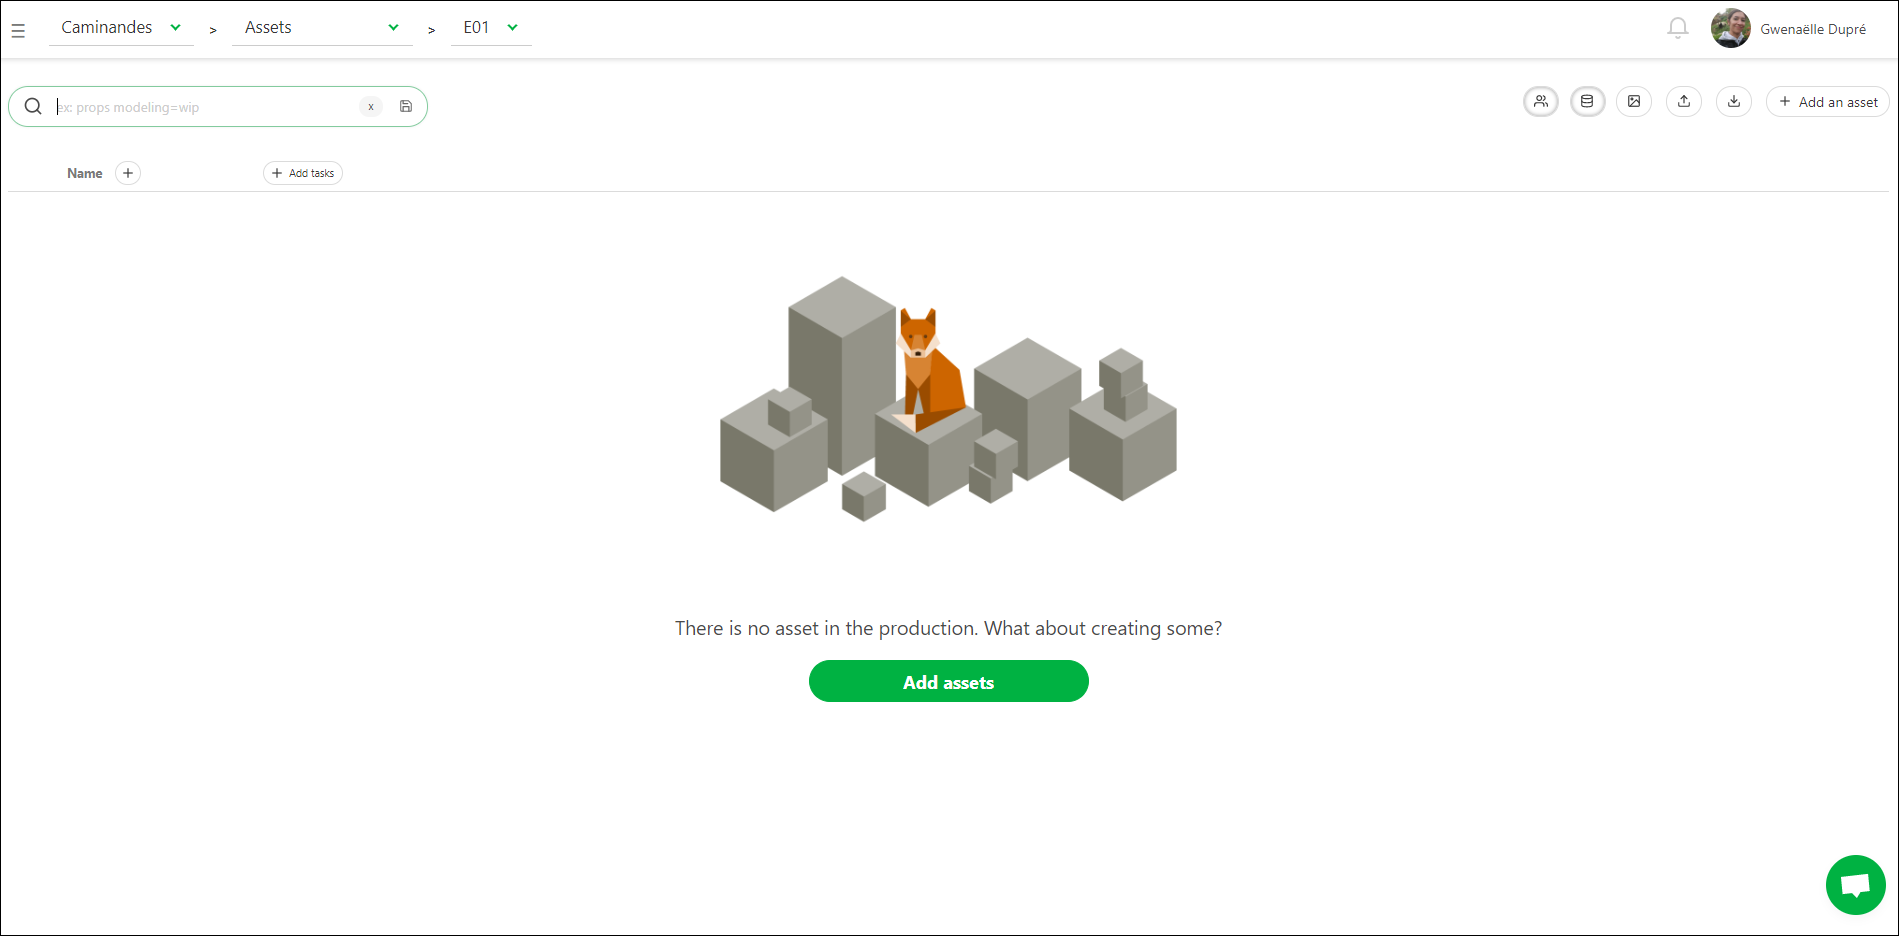 Caminandes > Assets > E01
Gwenaëlle Dupré
ex: props modeling=wip x
+ Add an asset
Name + + Add tasks
There is no asset in the production. What about creating some?
Add assets